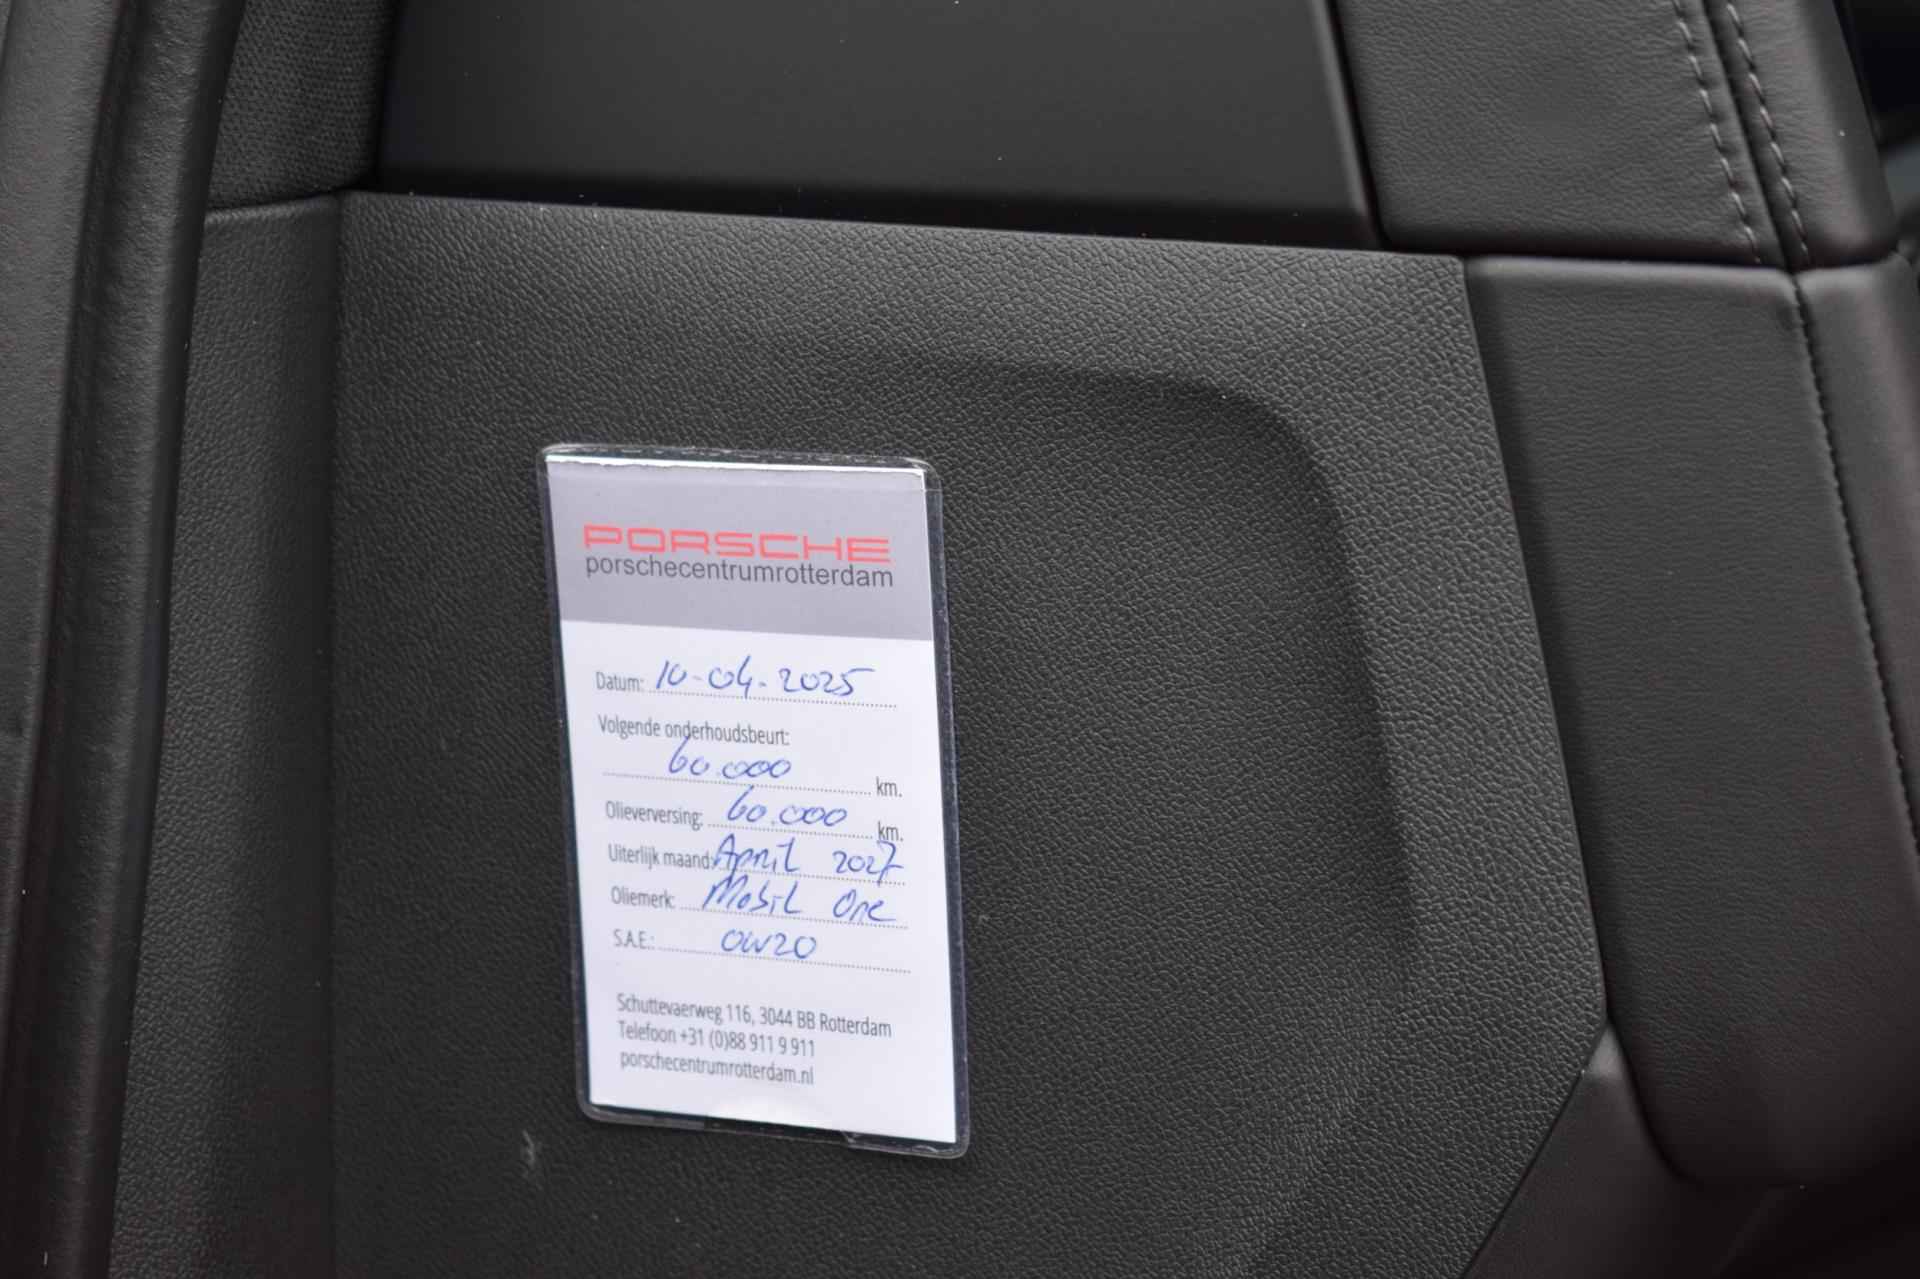 PORSCHE
porschecentrumrotterdam
Datum: 10-04-2025
Volgende onderhoudsbeurt:
60.000 km.
Olieverversing: 60.000 km.
Uiterlijk maand: April 2027
Oliemerk: Mobil One
S.A.E.: 0W20
Schuttevaerweg 116, 3044 BB Rotterdam
Telefoon +31 (0)88 911 9 911
porschecentrumrotterdam.nl